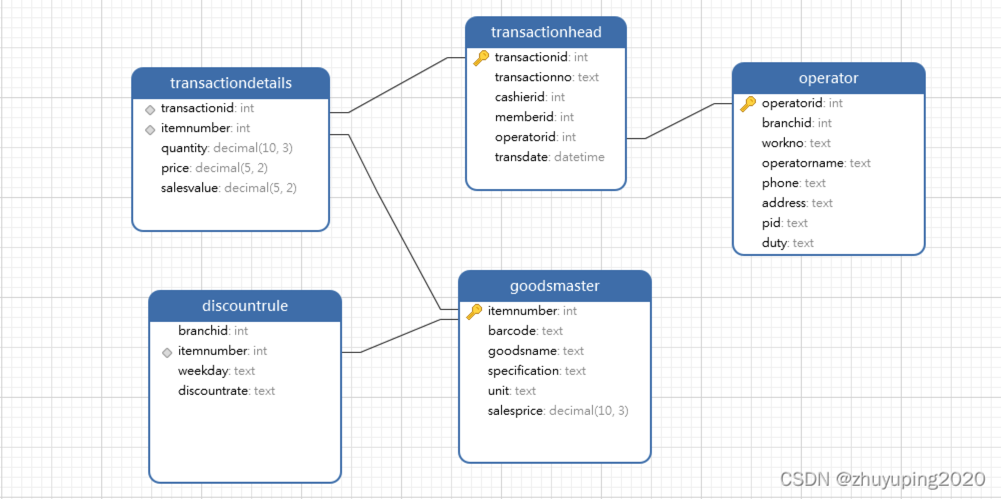 transactiondetails
transactionid: int
itemnumber: int
quantity: decimal(10, 3)
price: decimal(5, 2)
salesvalue: decimal(5, 2)
transactionhead
transactionid: int
transactionno: text
cashierid: int
memberid: int
operatorid: int
transdate: datetime
operator
operatorid: int
branchid: int
workno: text
operatorname: text
phone: text
address: text
pid: text
duty: text
discountrule
branchid: int
itemnumber: int
weekday: text
discountrate: text
goodsmaster
itemnumber: int
barcode: text
goodsname: text
specification: text
unit: text
salesprice: decimal(10, 3)
CSDN @zhuyuping2020